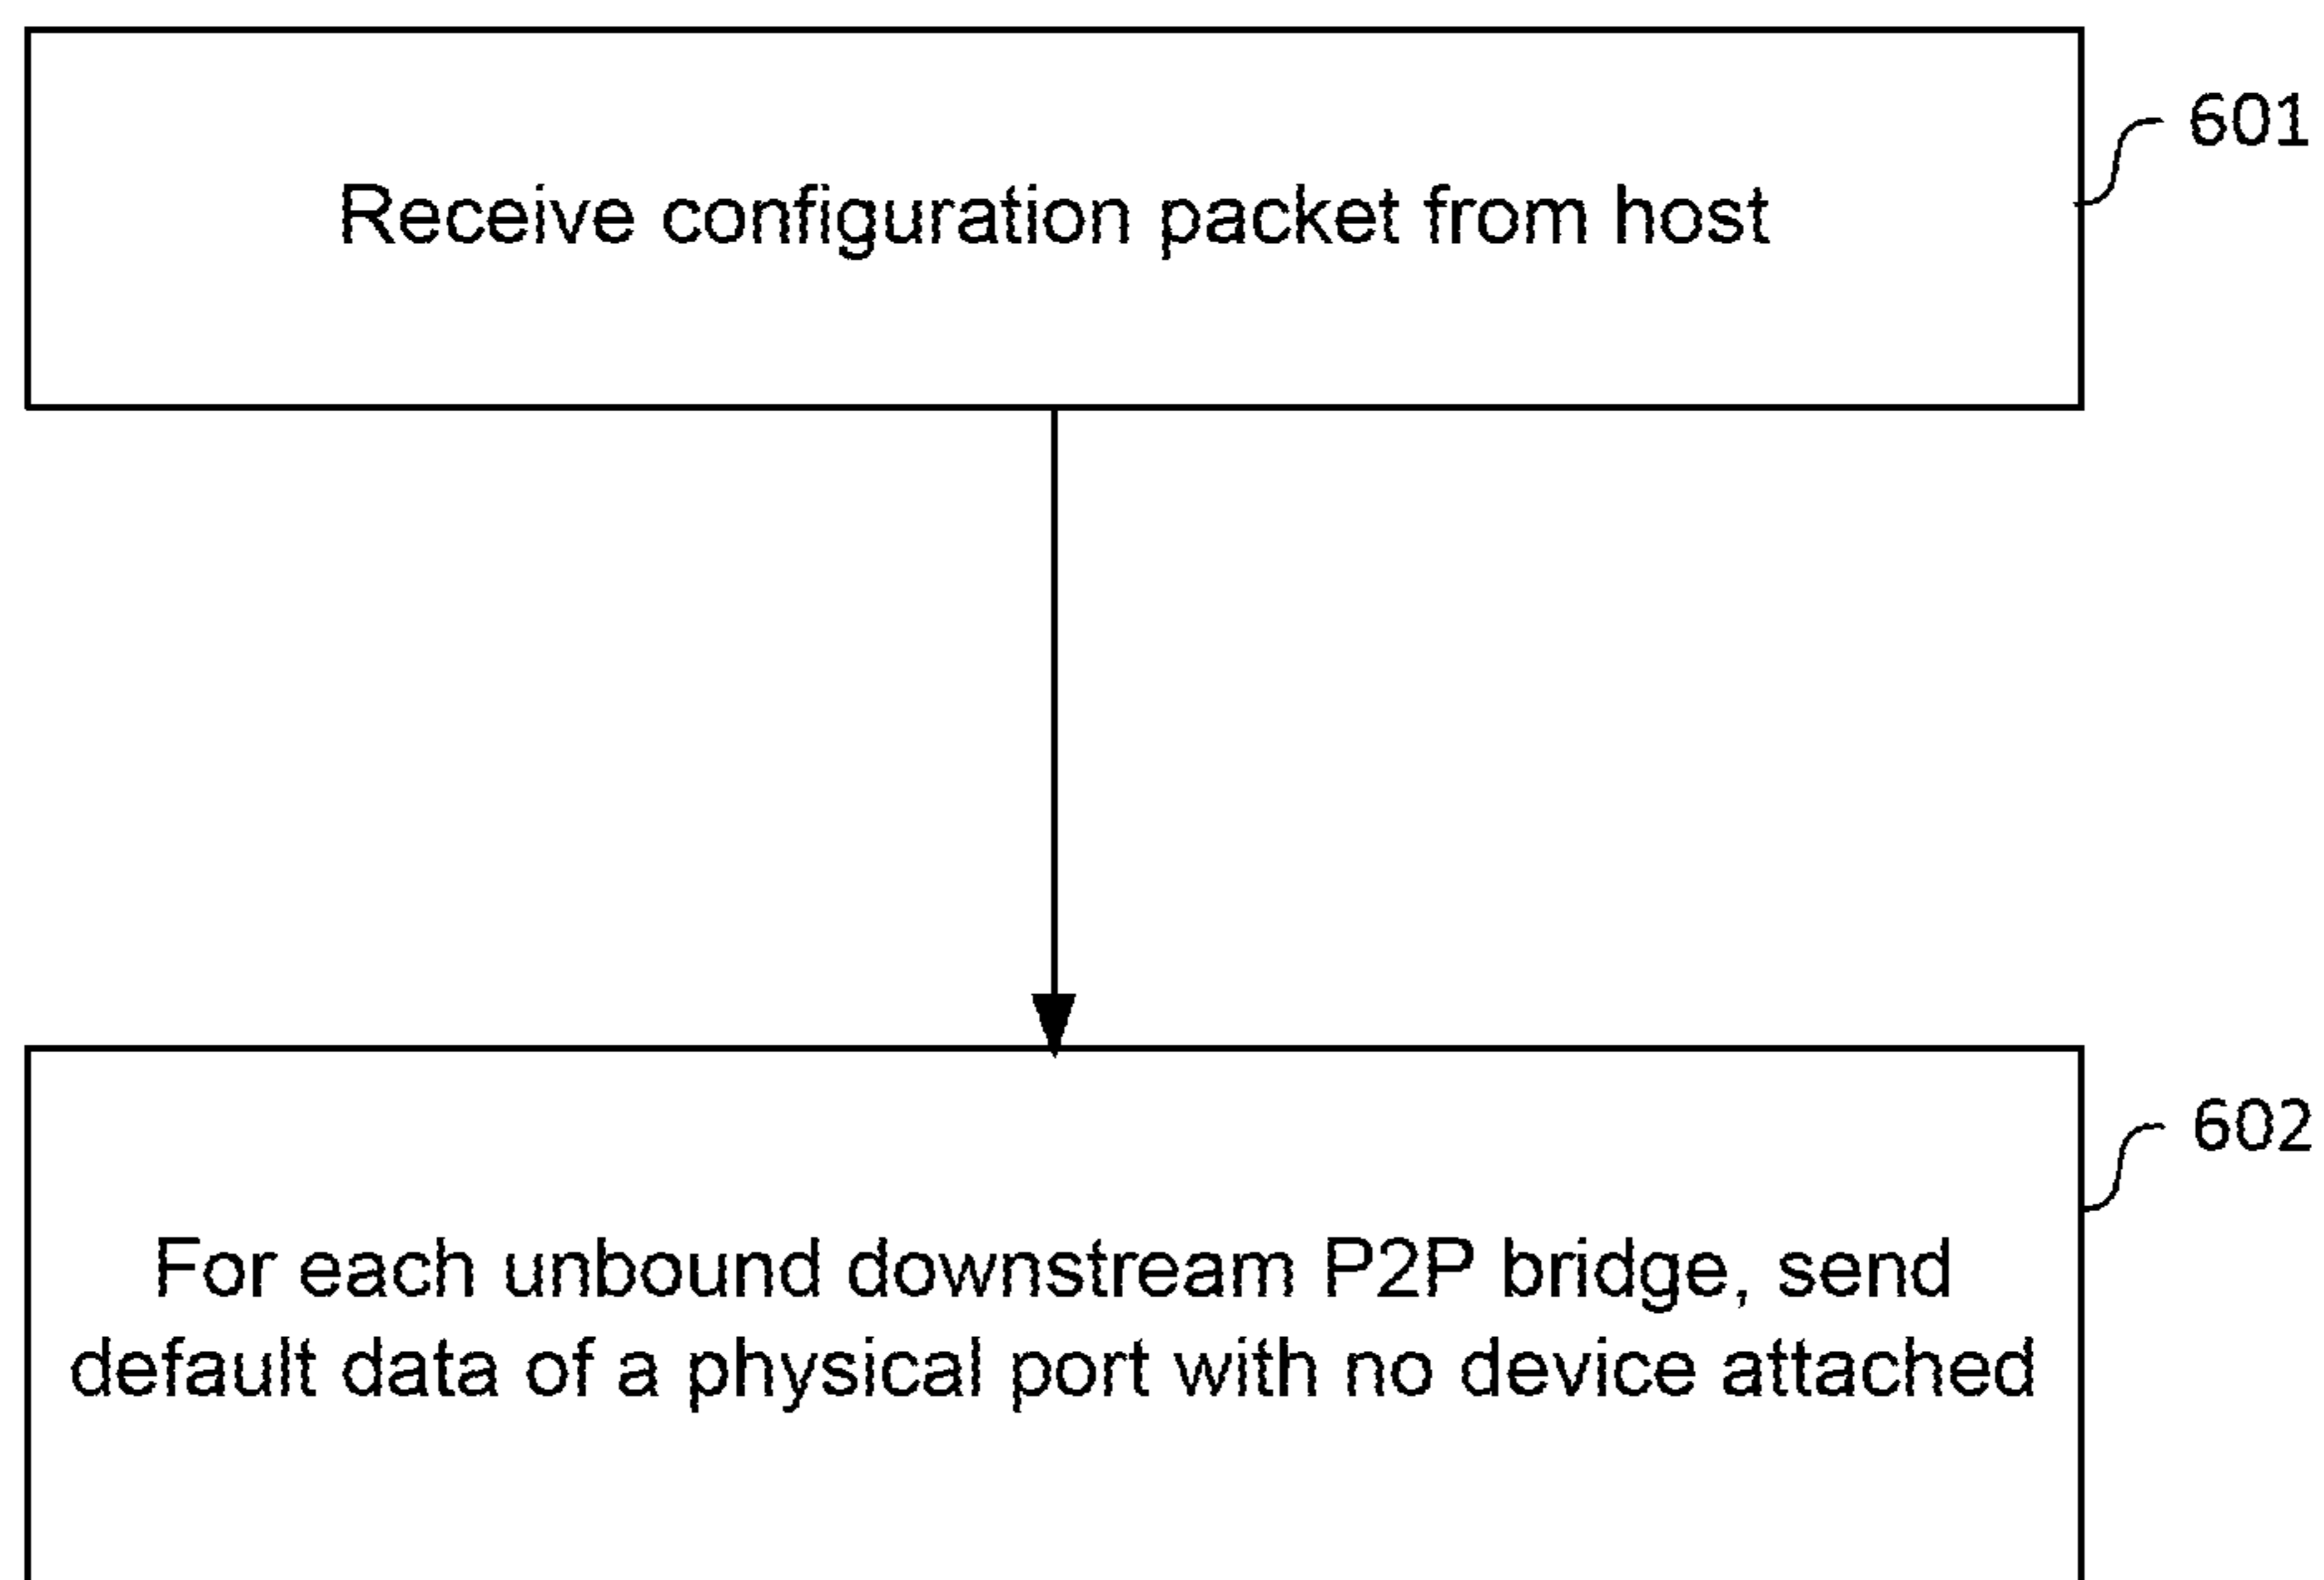 601
Receive configuration packet from host
602
For each unbound downstream P2P bridge, send
default data of a physical port with no device attached